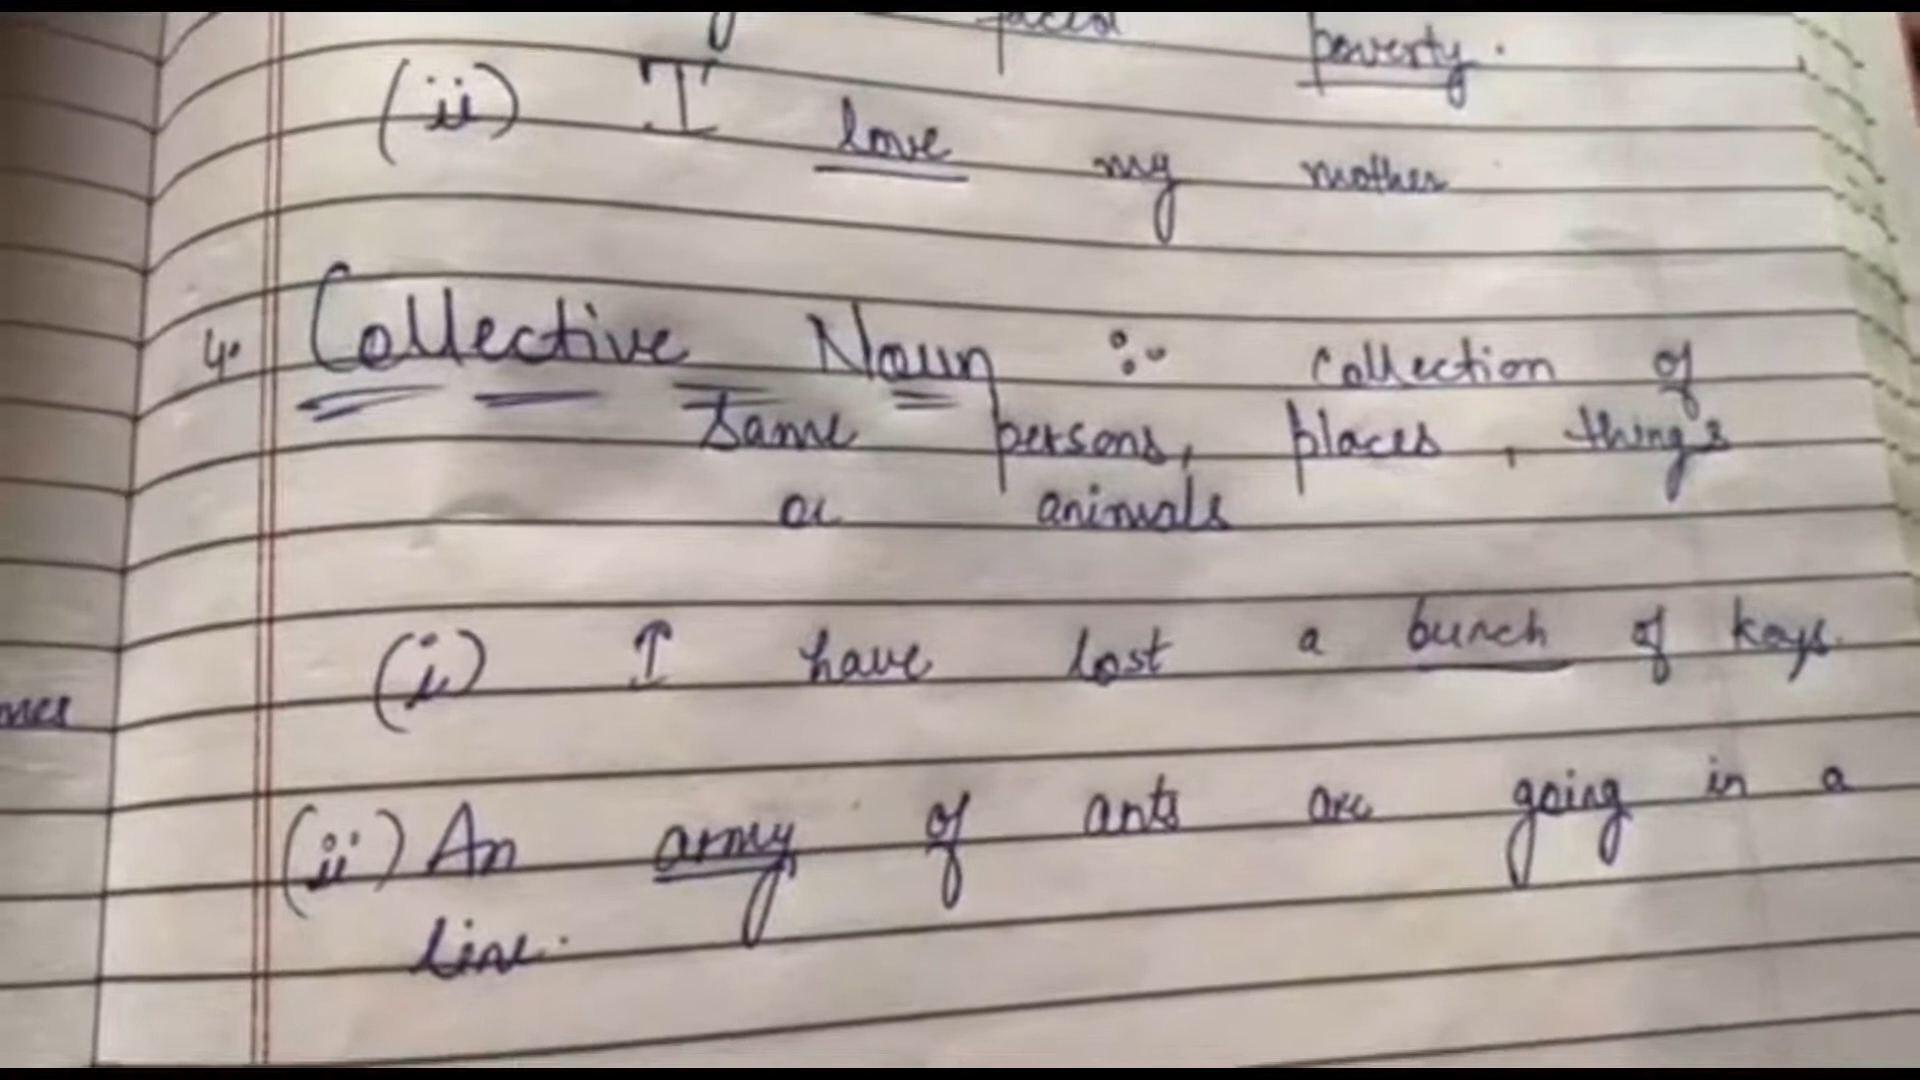 faced poverty.
(ii) I love my mother
4. Collective Noun :- Collection of
same persons, places, things
or animals
(i) I have lost a bunch of keys.
(ii) An army of ants are going in a
line.